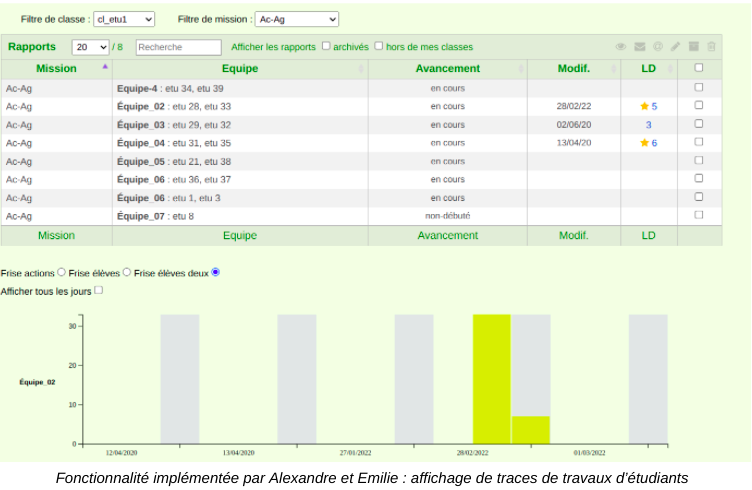 Filtre de classe : cl_etu1 Filtre de mission : Ac-Ag
Rapports 20 / 8 Recherche Afficher les rapports archivés hors de mes classes
Mission Equipe Avancement Modif. LD
Ac-Ag Equipe-4 : etu 34, etu 39 en cours
Ac-Ag Équipe_02 : etu 28, etu 33 en cours 28/02/22 5
Ac-Ag Équipe_03 : etu 29, etu 32 en cours 02/06/20 3
Ac-Ag Équipe_04 : etu 31, etu 35 en cours 13/04/20 6
Ac-Ag Équipe_05 : etu 21, etu 38 en cours
Ac-Ag Équipe_06 : etu 36, etu 37 en cours
Ac-Ag Équipe_06 : etu 1, etu 3 en cours
Ac-Ag Équipe_07 : etu 8 non-débuté
Mission Equipe Avancement Modif. LD
Frise actions Frise élèves Frise élèves deux
Afficher tous les jours
30
20
Équipe_02
10
0
12/04/2020 13/04/2020 27/01/2022 28/02/2022 01/03/2022
Fonctionnalité implémentée par Alexandre et Emilie : affichage de traces de travaux d'étudiants